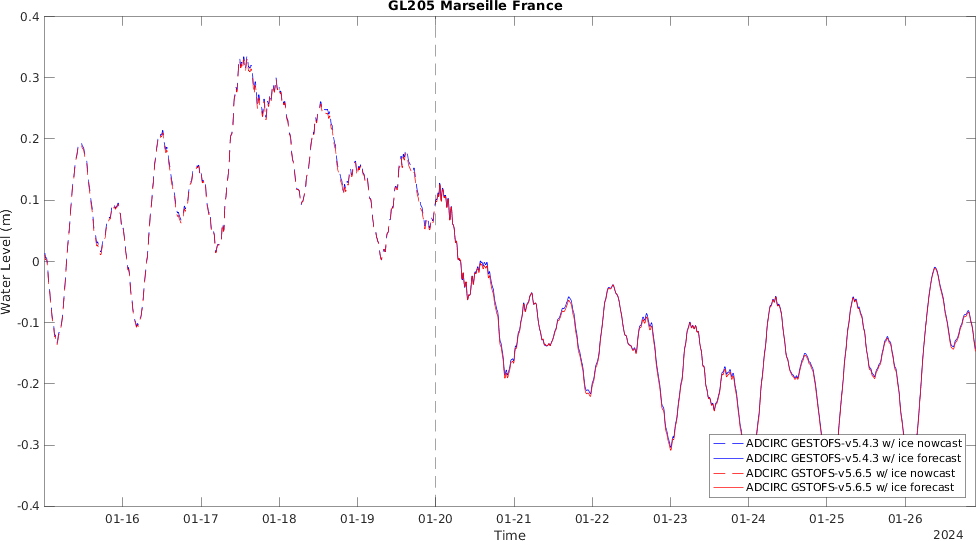 GL205 Marseille France
0.4
0.3
0.2
0.1
0
-0.1
-0.2
-0.3
-0.4
Water Level (m)
ADCIRC GESTOFS-v5.4.3 w/ ice nowcast
ADCIRC GESTOFS-v5.4.3 w/ ice forecast
ADCIRC GSTOFS-v5.6.5 w/ ice nowcast
ADCIRC GSTOFS-v5.6.5 w/ ice forecast
01-16 01-17 01-18 01-19 01-20 01-21 01-22 01-23 01-24 01-25 01-26
Time
2024